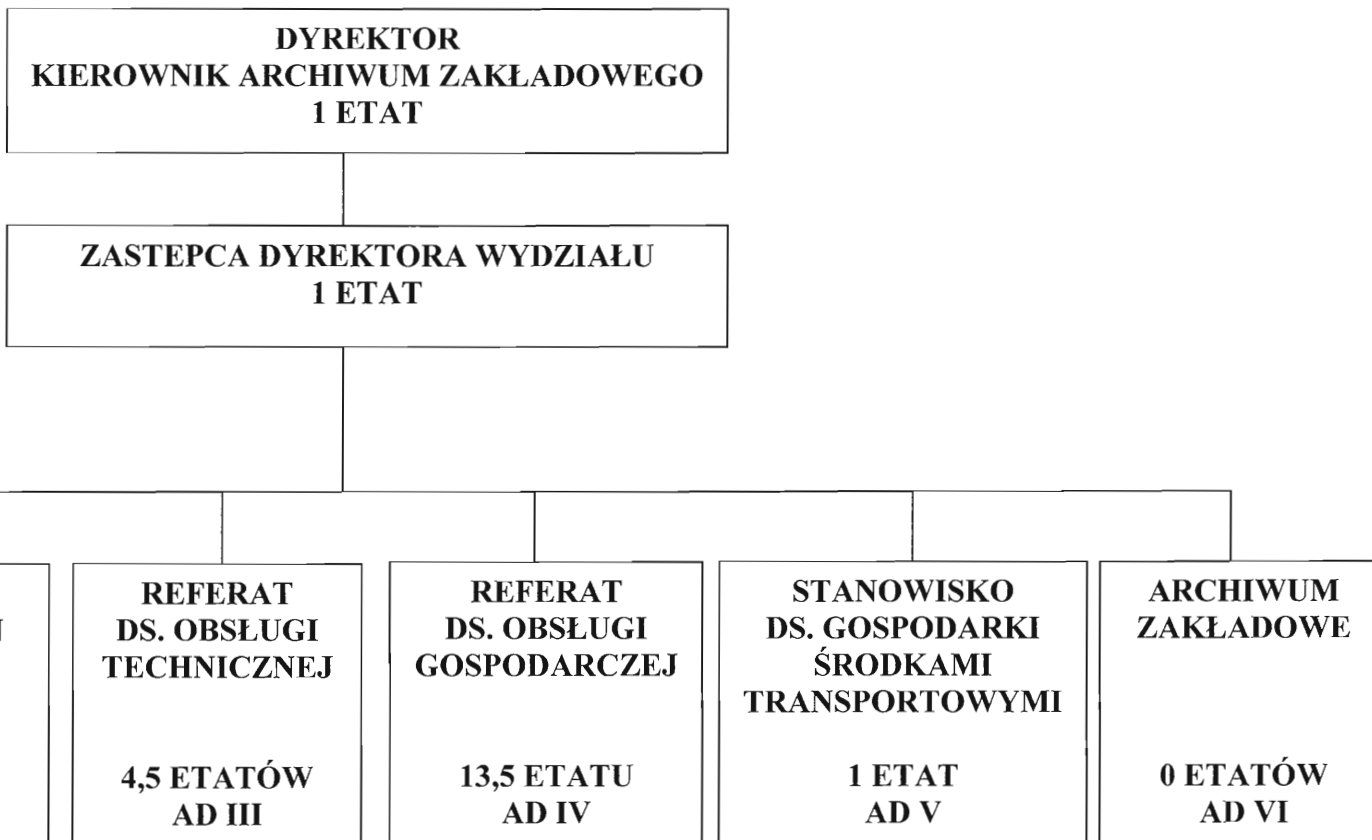 DYREKTOR
KIEROWNIK ARCHIWUM ZAKŁADOWEGO
1 ETAT
ZASTEPCA DYREKTORA WYDZIAŁU
1 ETAT
REFERAT
DS. OBSŁUGI
TECHNICZNEJ
4,5 ETATÓW
AD III
REFERAT
DS. OBSŁUGI
GOSPODARCZEJ
13,5 ETATU
AD IV
STANOWISKO
DS. GOSPODARKI
ŚRODKAMI
TRANSPORTOWYMI
1 ETAT
AD V
ARCHIWUM
ZAKŁADOWE
0 ETATÓW
AD VI